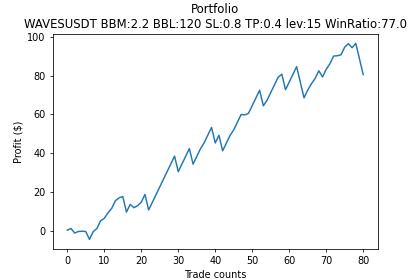 Portfolio
WAVESUSDT BBM:2.2 BBL:120 SL:0.8 TP:0.4 lev:15 WinRatio:77.0
100
80
60
40
20
0
Profit ($)
0 10 20 30 40 50 60 70 80
Trade counts